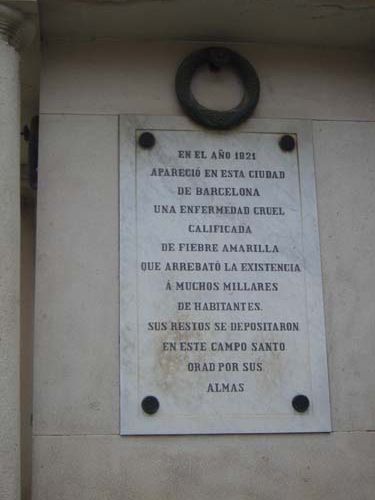 EN EL AÑO 1821
APARECIÓ EN ESTA CIUDAD
DE BARCELONA
UNA ENFERMEDAD CRUEL
CALIFICADA
DE FIEBRE AMARILLA
QUE ARREBATÓ LA EXISTENCIA
Á MUCHOS MILLARES
DE HABITANTES.
SUS RESTOS SE DEPOSITARON
EN ESTE CAMPO SANTO
ORAD POR SUS
ALMAS